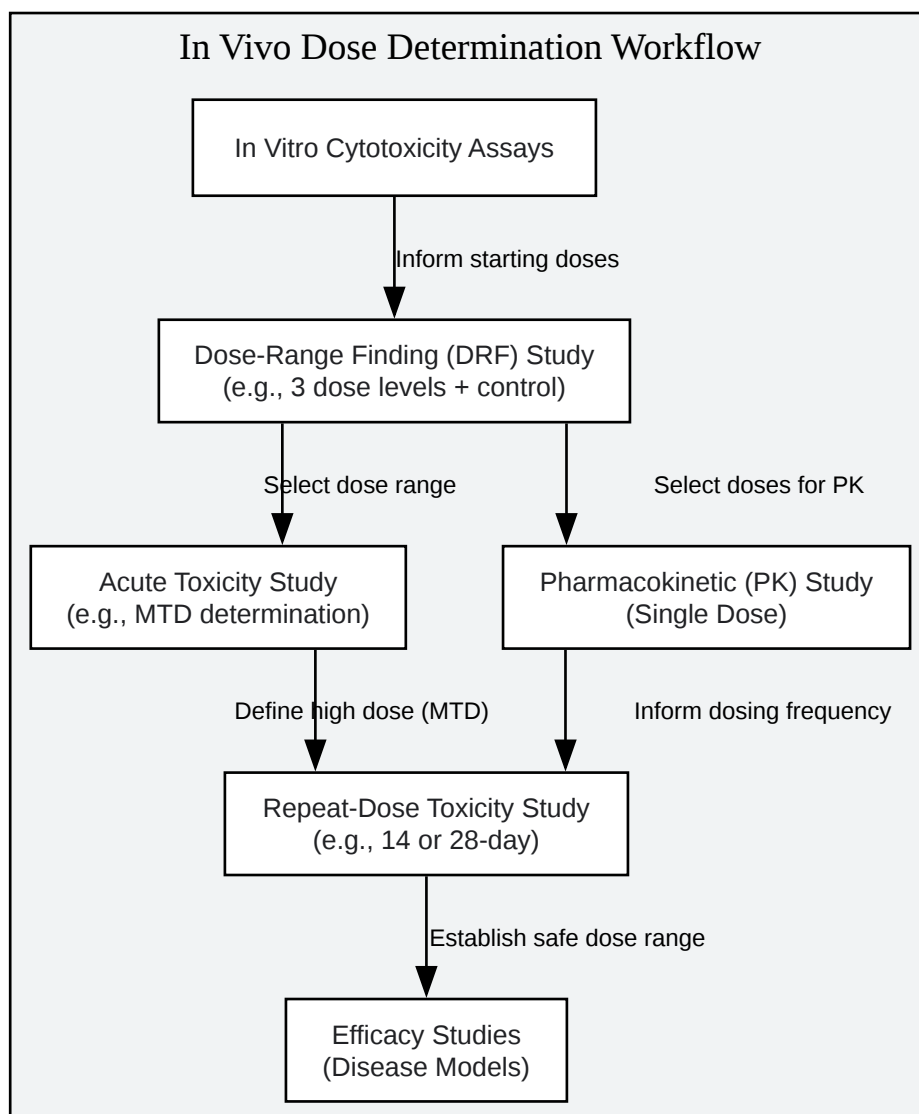 In Vivo Dose Determination Workflow
In Vitro Cytotoxicity Assays
Inform starting doses
Dose-Range Finding (DRF) Study
(e.g., 3 dose levels + control)
Select dose range
Select doses for PK
Acute Toxicity Study
(e.g., MTD determination)
Pharmacokinetic (PK) Study
(Single Dose)
Define high dose (MTD)
Inform dosing frequency
Repeat-Dose Toxicity Study
(e.g., 14 or 28-day)
Establish safe dose range
Efficacy Studies
(Disease Models)